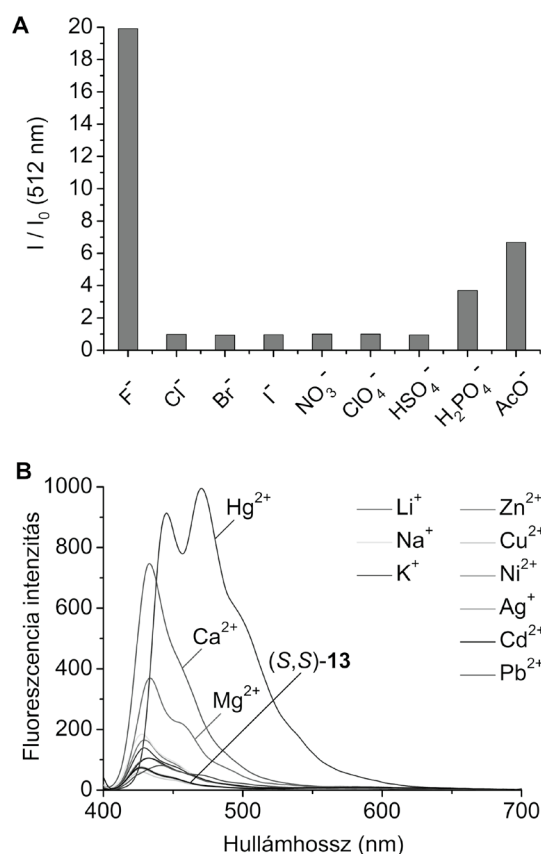 A
I / I₀ (512 nm)
20
18
16
14
12
10
8
6
4
2
0
F⁻
Cl⁻
Br⁻
I⁻
NO₃⁻
ClO₄⁻
HSO₄⁻
H₂PO₄⁻
AcO⁻
B
Fluoreszcencia intenzitás
1000
800
600
400
200
0
Hg²⁺
Ca²⁺
Mg²⁺
(S,S)-13
Li⁺
Na⁺
K⁺
Zn²⁺
Cu²⁺
Ni²⁺
Ag⁺
Cd²⁺
Pb²⁺
400
500
600
700
Hullámhossz (nm)